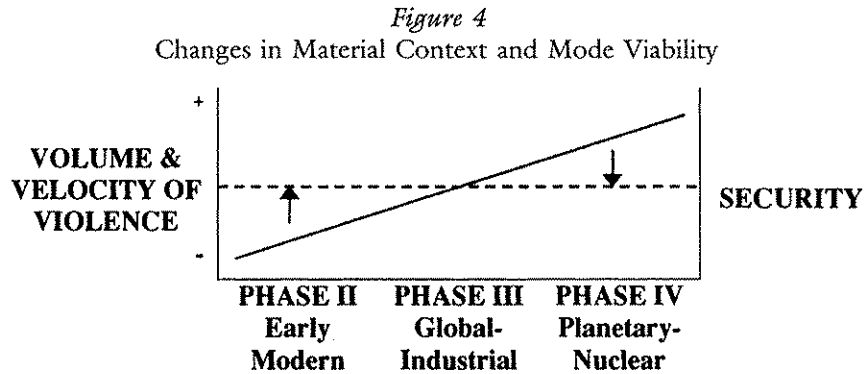 Figure 4
Changes in Material Context and Mode Viability
+
VOLUME &
VELOCITY OF
VIOLENCE
-
SECURITY
PHASE II PHASE III PHASE IV
Early Global- Planetary-
Modern Industrial Nuclear